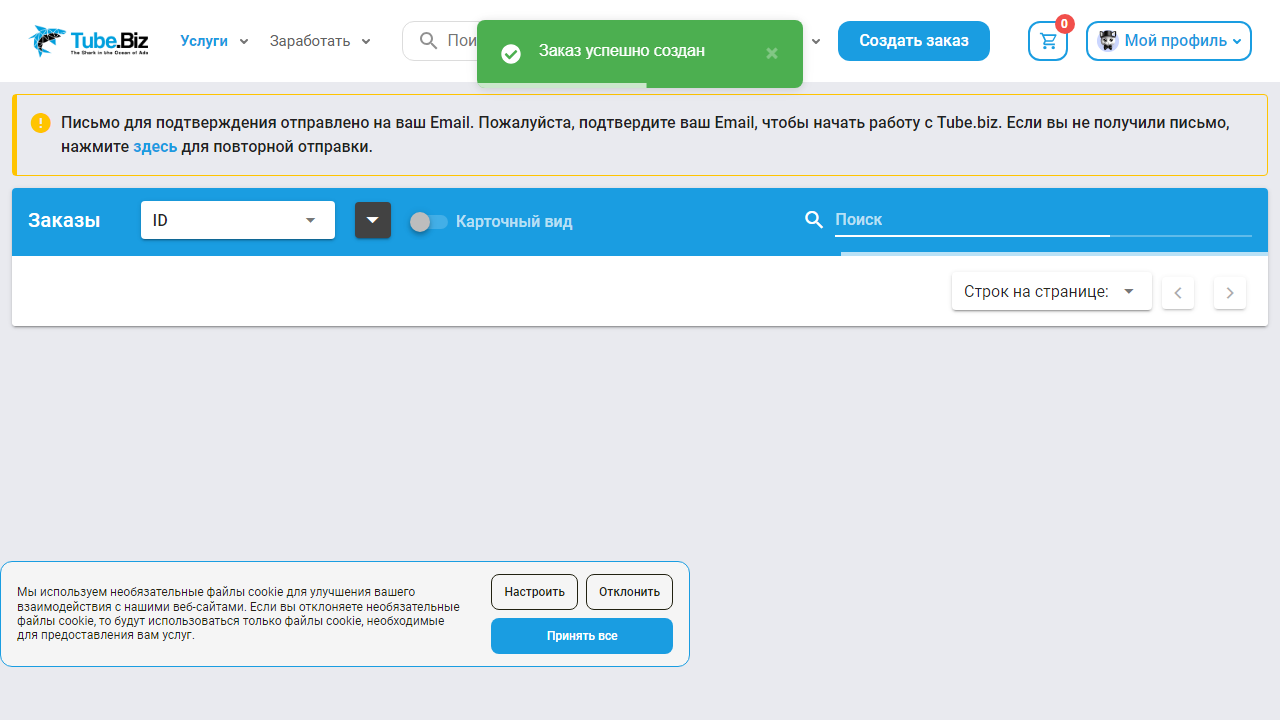 Tube.Biz
The Shark in the Ocean of Ads
Услуги
Заработать
Пои
Заказ успешно создан
×
Создать заказ
0
Мой профиль
Письмо для подтверждения отправлено на ваш Email. Пожалуйста, подтвердите ваш Email, чтобы начать работу с Tube.biz. Если вы не получили письмо,
нажмите здесь для повторной отправки.
Заказы
ID
Карточный вид
Поиск
Строк на странице:
Мы используем необязательные файлы cookie для улучшения вашего
взаимодействия с нашими веб-сайтами. Если вы отклоняете необязательные
файлы cookie, то будут использоваться только файлы cookie, необходимые
для предоставления вам услуг.
Настроить
Отклонить
Принять все